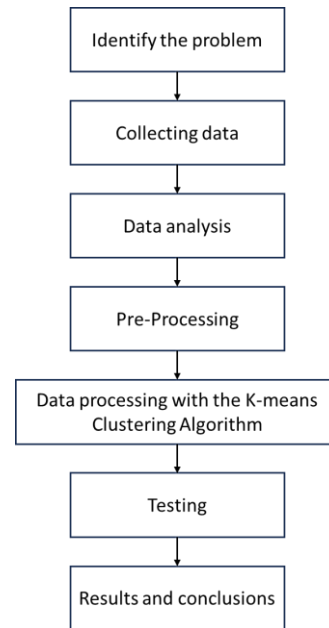 Identify the problem
Collecting data
Data analysis
Pre-Processing
Data processing with the K-means
Clustering Algorithm
Testing
Results and conclusions